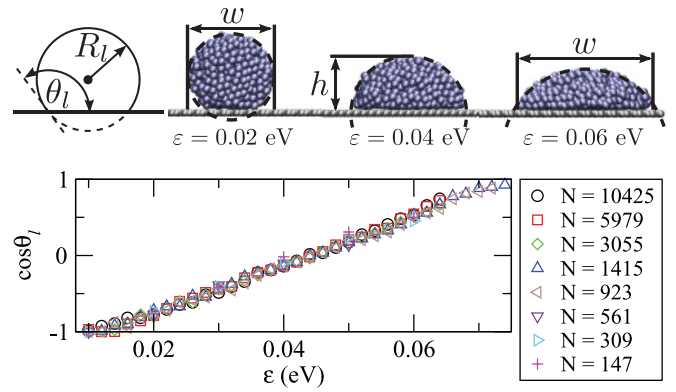 R_l
θ_l
w
h
w
ε = 0.02 eV
ε = 0.04 eV
ε = 0.06 eV
1
0
-1
cosθ_l
0.02
0.04
0.06
ε (eV)
N = 10425
N = 5979
N = 3055
N = 1415
N = 923
N = 561
N = 309
N = 147